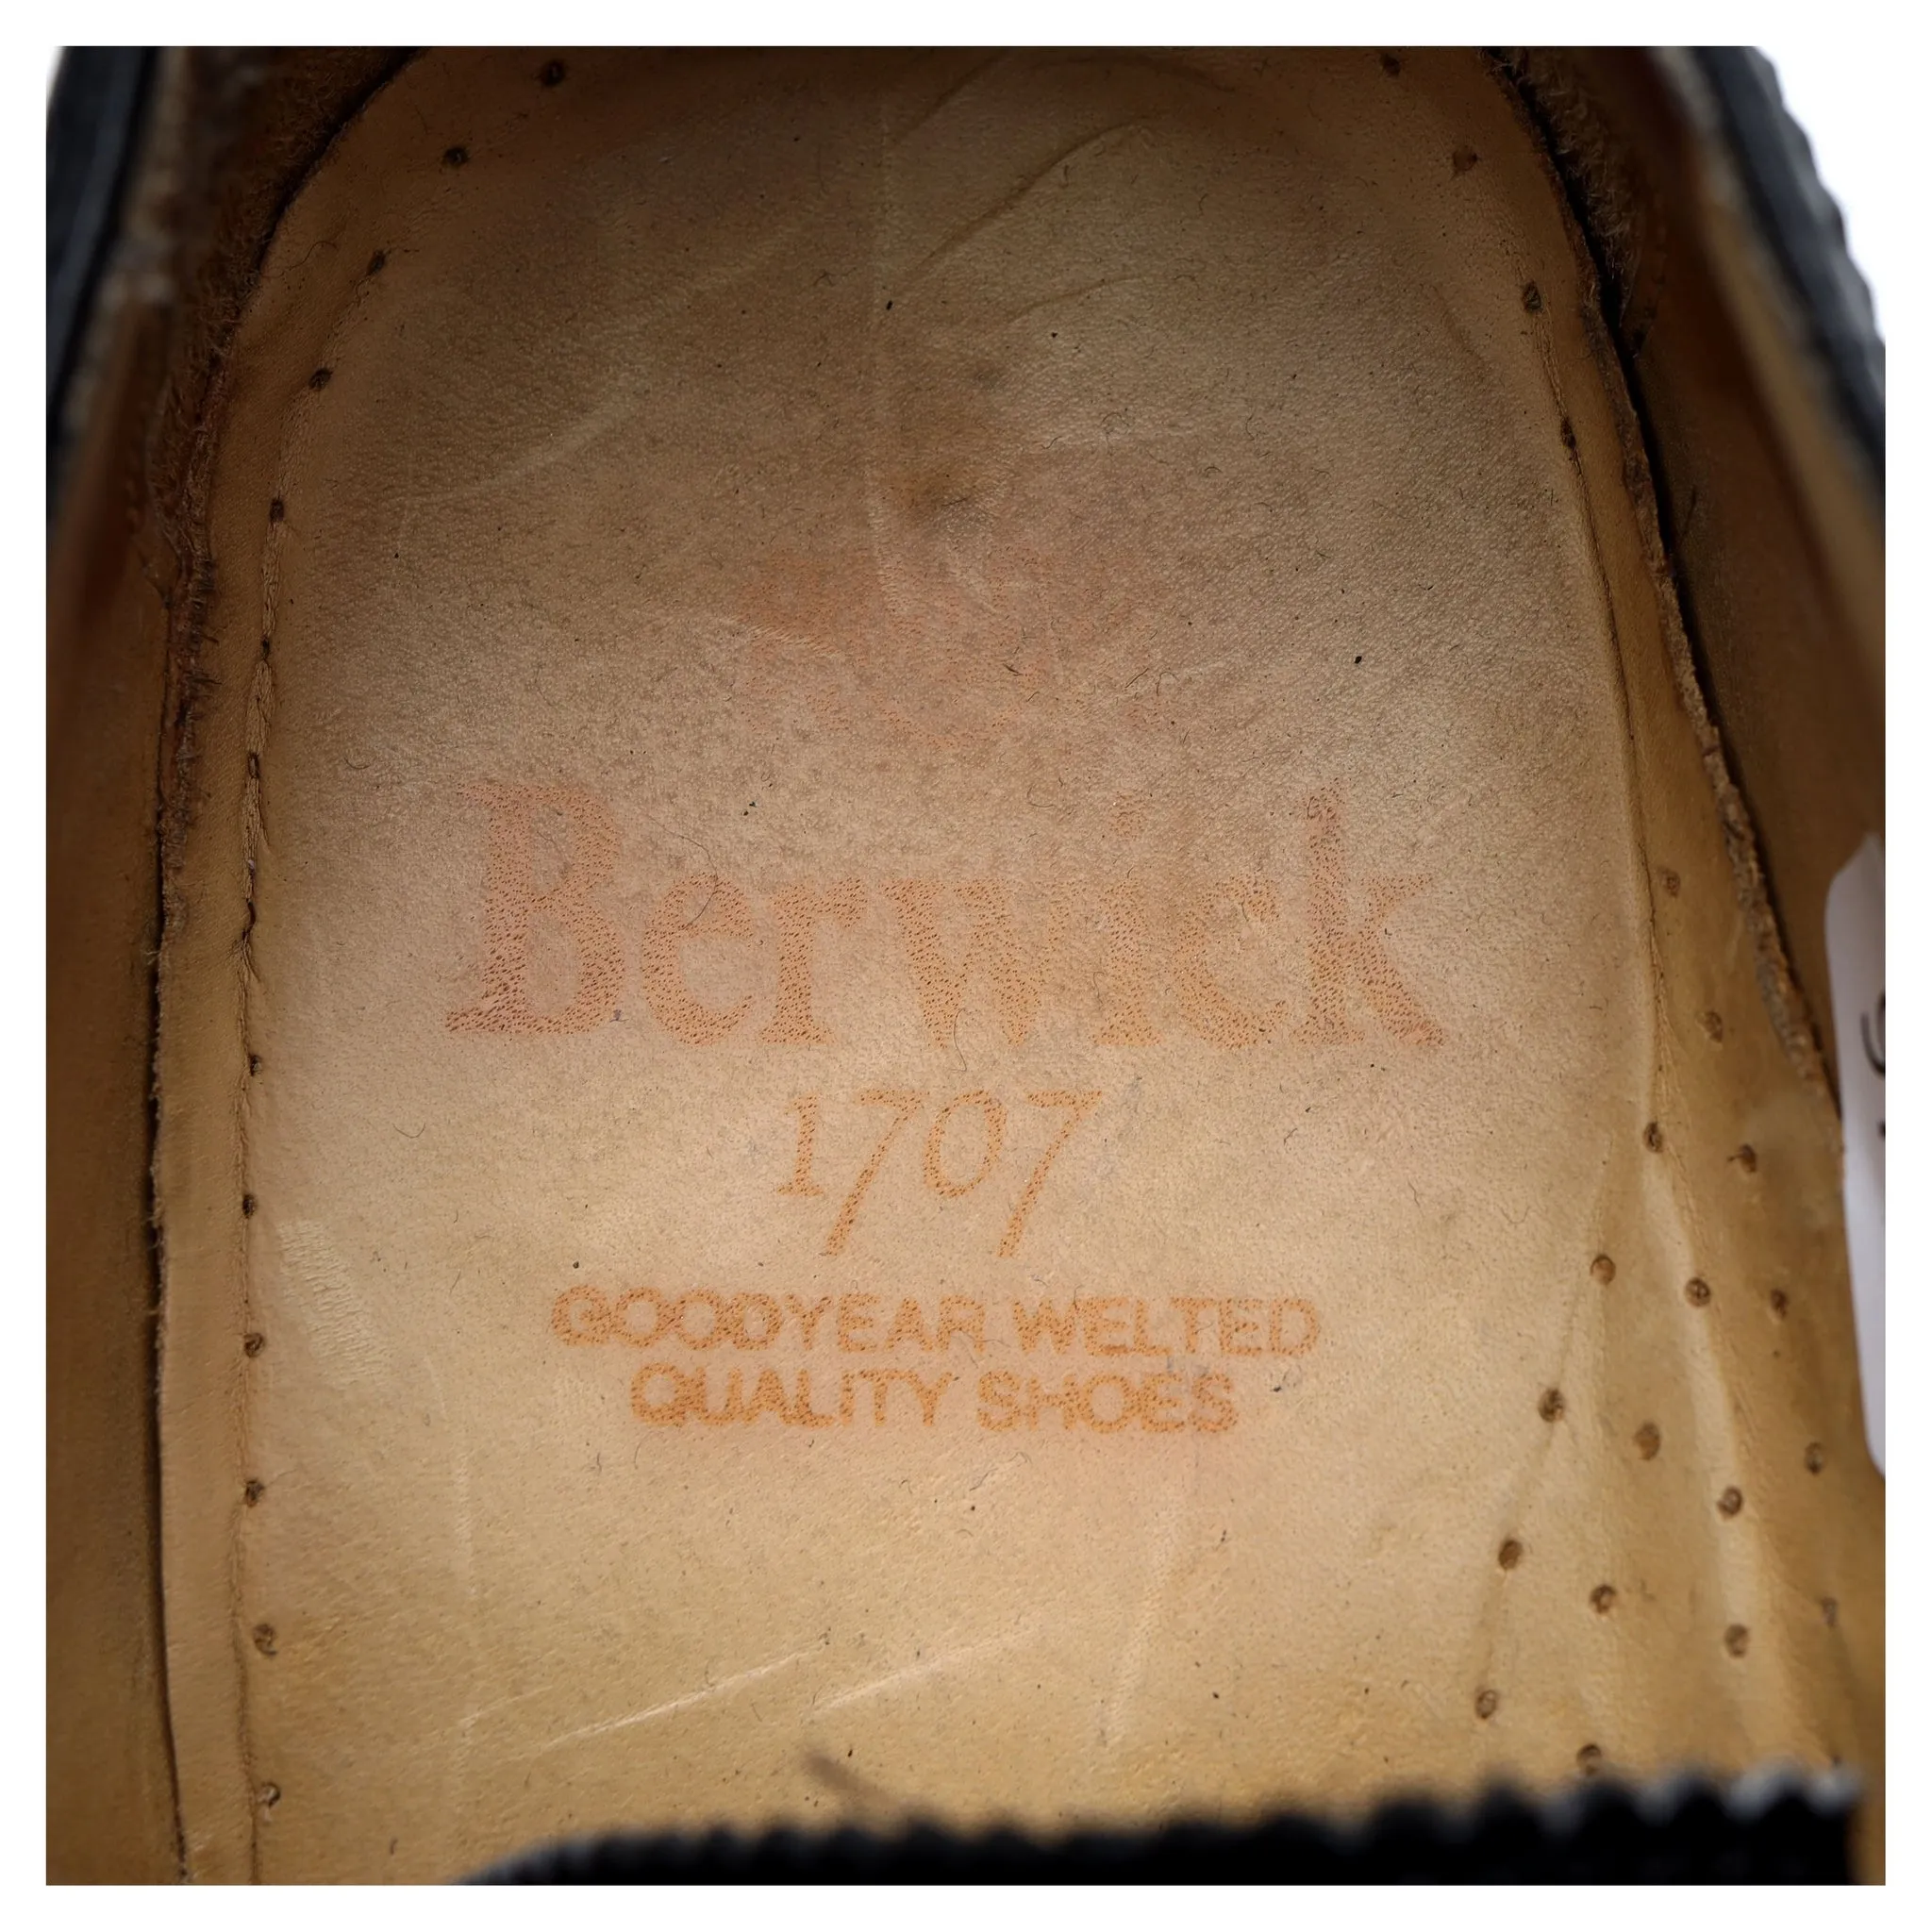 Berwick
1707
GOODYEAR WELTED
QUALITY SHOES